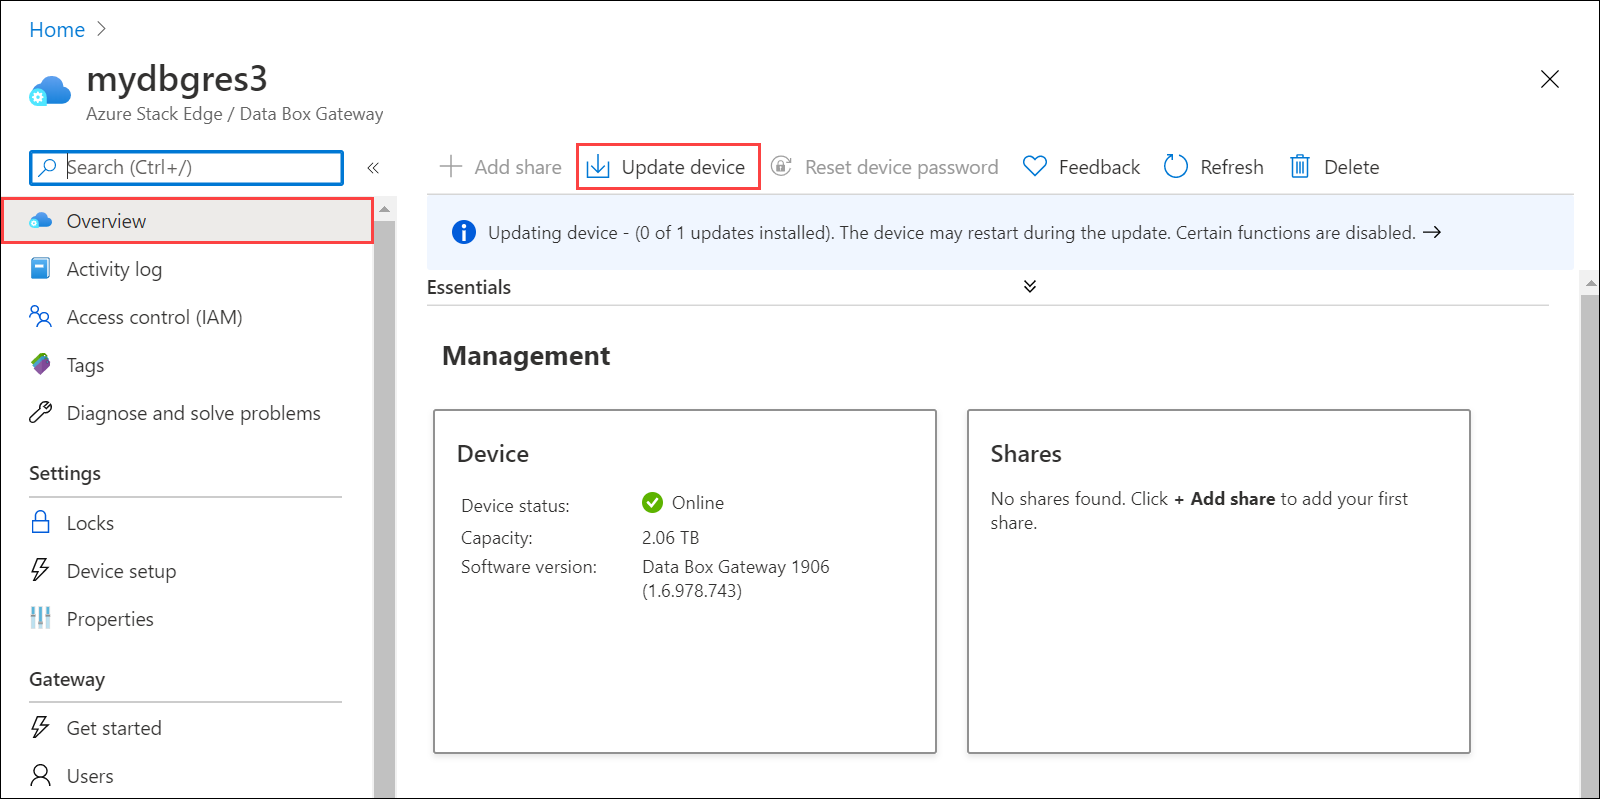 Home
mydbgres3
Azure Stack Edge / Data Box Gateway
Search (Ctrl+/)
Add share
Update device
Reset device password
Feedback
Refresh
Delete
Overview
Activity log
Access control (IAM)
Tags
Diagnose and solve problems
Settings
Locks
Device setup
Properties
Gateway
Get started
Users
Updating device - (0 of 1 updates installed). The device may restart during the update. Certain functions are disabled. →
Essentials
Management
Device
Device status: Online
Capacity: 2.06 TB
Software version: Data Box Gateway 1906
(1.6.978.743)
Shares
No shares found. Click + Add share to add your first
share.